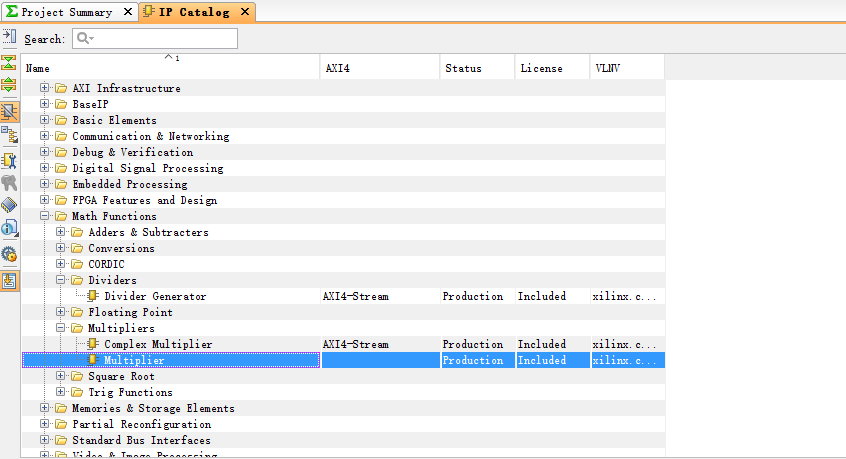 Project Summary IP Catalog
Search:
Name 1 AXI4 Status License VLNV
AXI Infrastructure
BaseIP
Basic Elements
Communication & Networking
Debug & Verification
Digital Signal Processing
Embedded Processing
FPGA Features and Design
Math Functions
Adders & Subtracters
Conversions
CORDIC
Dividers
Divider Generator AXI4-Stream Production Included xilinx.c...
Floating Point
Multipliers
Complex Multiplier AXI4-Stream Production Included xilinx.c...
Multiplier Production Included xilinx.c...
Square Root
Trig Functions
Memories & Storage Elements
Partial Reconfiguration
Standard Bus Interfaces
Video & Image Processing